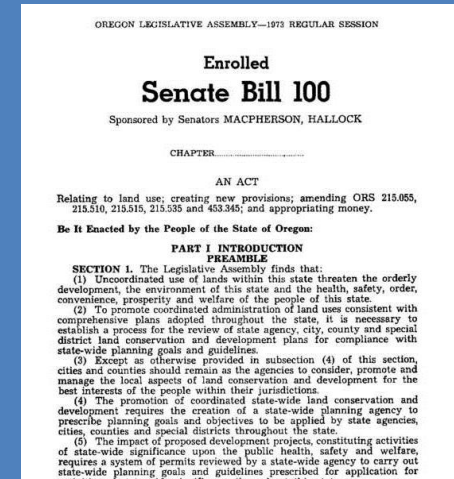 OREGON LEGISLATIVE ASSEMBLY—1973 REGULAR SESSION
Enrolled
Senate Bill 100
Sponsored by Senators MACPHERSON, HALLOCK
CHAPTER..............................
AN ACT
Relating to land use; creating new provisions; amending ORS 215.055,
215.510, 215.515, 215.535 and 453.345; and appropriating money.
Be It Enacted by the People of the State of Oregon:
PART I INTRODUCTION
PREAMBLE
SECTION 1. The Legislative Assembly finds that:
(1) Uncoordinated use of lands within this state threaten the orderly
development, the environment of this state and the health, safety, order,
convenience, prosperity and welfare of the people of this state.
(2) To promote coordinated administration of land uses consistent with
comprehensive plans adopted throughout the state, it is necessary to
establish a process for the review of state agency, city, county and special
district land conservation and development plans for compliance with
state-wide planning goals and guidelines.
(3) Except as otherwise provided in subsection (4) of this section,
cities and counties should remain as the agencies to consider, promote and
manage the local aspects of land conservation and development for the
best interests of the people within their jurisdictions.
(4) The promotion of coordinated state-wide land conservation and
development requires the creation of a state-wide planning agency to
prescribe planning goals and objectives to be applied by state agencies,
cities, counties and special districts throughout the state.
(5) The impact of proposed development projects, constituting activities
of state-wide significance upon the public health, safety and welfare,
requires a system of permits reviewed by a state-wide agency to carry out
state-wide planning goals and guidelines prescribed for application for